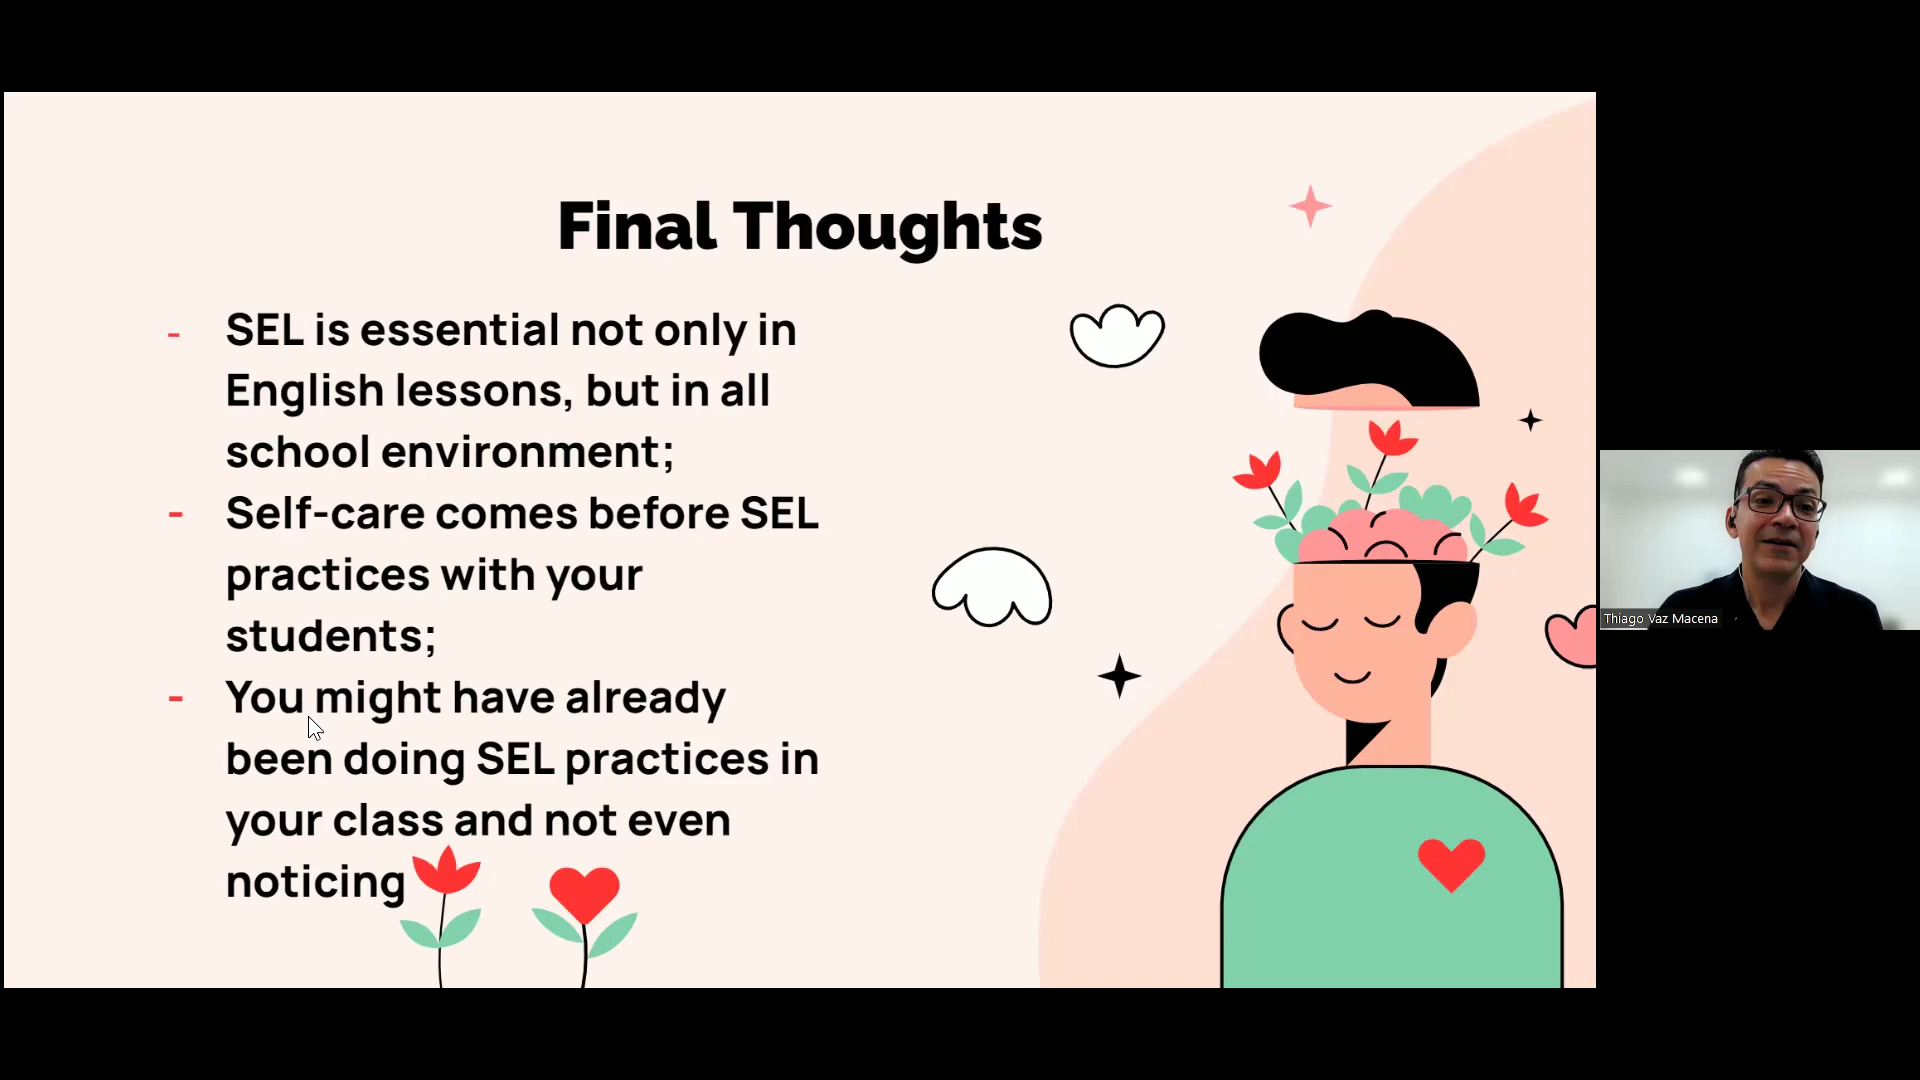 Final Thoughts
- SEL is essential not only in
English lessons, but in all
school environment;
- Self-care comes before SEL
practices with your
students;
- You might have already
been doing SEL practices in
your class and not even
noticing
Thiago Vaz Macena